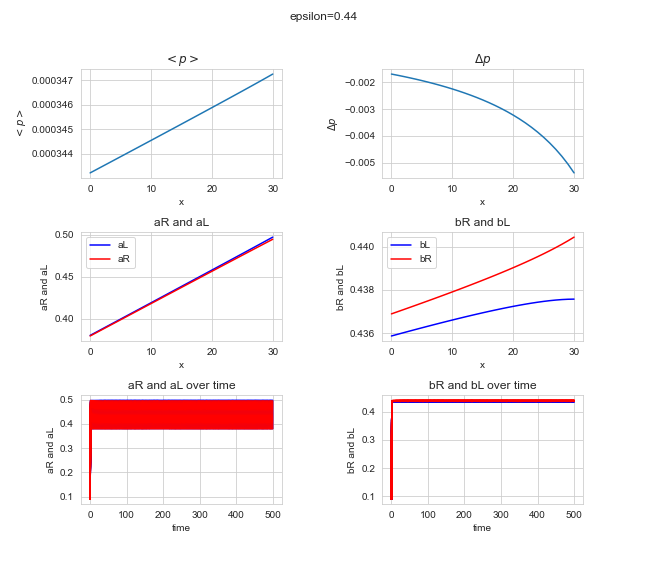 epsilon=0.44
< p >
0.000347
0.000346
0.000345
0.000344
< p >
0 10 20 30
x
Δp
−0.002
−0.003
−0.004
−0.005
Δp
0 10 20 30
x
aR and aL
0.50
0.45
0.40
aR and aL
aL
aR
0 10 20 30
x
bR and bL
0.440
0.438
0.436
bR and bL
bL
bR
0 10 20 30
x
aR and aL over time
0.5
0.4
0.3
0.2
0.1
aR and aL
0 100 200 300 400 500
time
bR and bL over time
0.4
0.3
0.2
0.1
bR and bL
0 100 200 300 400 500
time